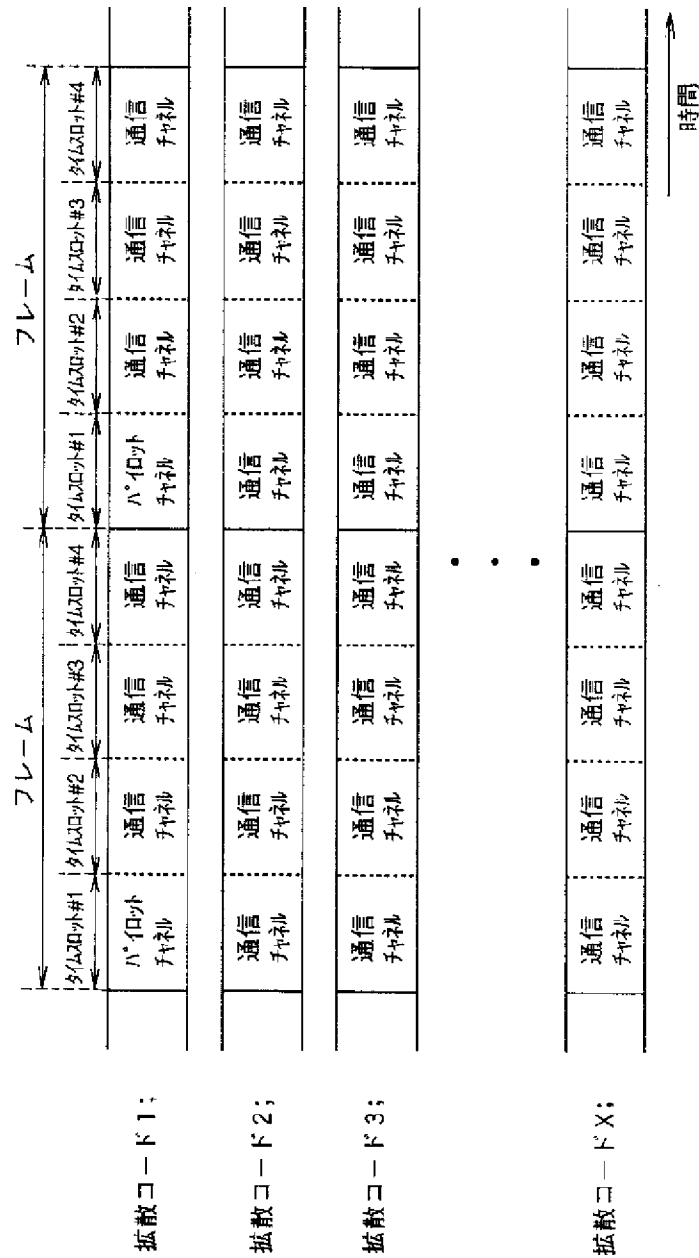 フレーム
フレーム
タイムスロット#1
タイムスロット#2
タイムスロット#3
タイムスロット#4
タイムスロット#1
タイムスロット#2
タイムスロット#3
タイムスロット#4
拡散コード1;
パイロット
チャネル
通信
チャネル
通信
チャネル
通信
チャネル
パイロット
チャネル
通信
チャネル
通信
チャネル
通信
チャネル
拡散コード2;
通信
チャネル
通信
チャネル
通信
チャネル
通信
チャネル
通信
チャネル
通信
チャネル
通信
チャネル
通信
チャネル
拡散コード3;
通信
チャネル
通信
チャネル
通信
チャネル
通信
チャネル
通信
チャネル
通信
チャネル
通信
チャネル
通信
チャネル
拡散コードX;
通信
チャネル
通信
チャネル
通信
チャネル
通信
チャネル
通信
チャネル
通信
チャネル
通信
チャネル
通信
チャネル
時間